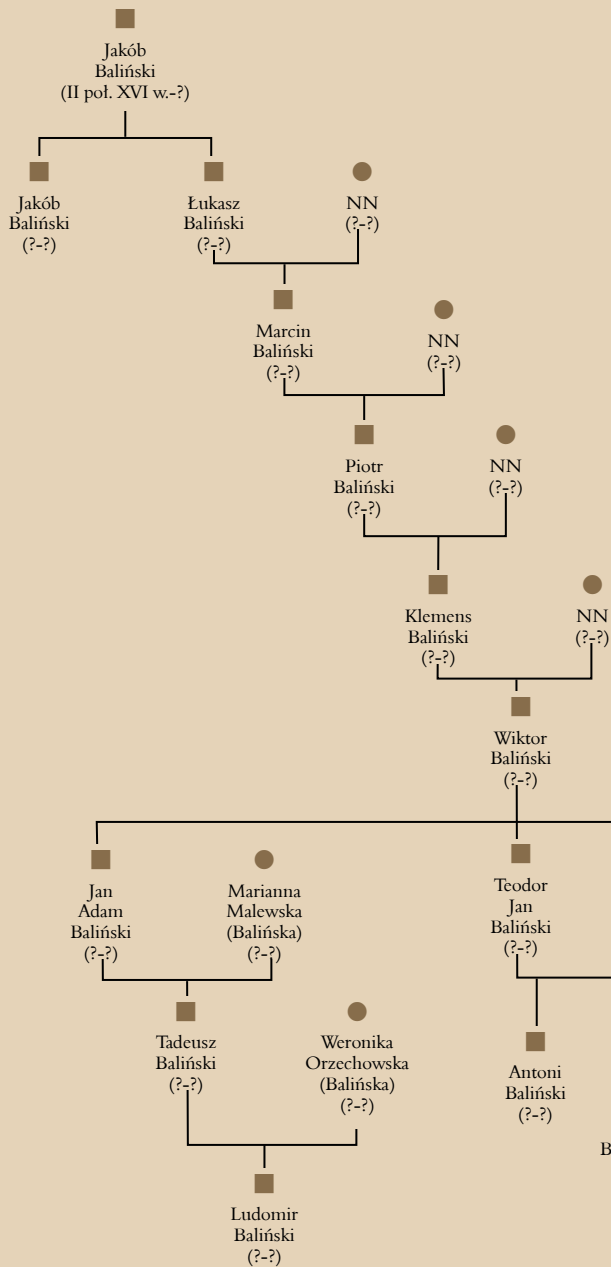 Jakób
Baliński
(II poł. XVI w.-?)
Jakób
Baliński
(?-?)
Łukasz
Baliński
(?-?)
NN
(?-?)
Marcin
Baliński
(?-?)
NN
(?-?)
Piotr
Baliński
(?-?)
NN
(?-?)
Klemens
Baliński
(?-?)
NN
(?-?)
Wiktor
Baliński
(?-?)
Jan
Adam
Baliński
(?-?)
Marianna
Malewska
(Balińska)
(?-?)
Teodor
Jan
Baliński
(?-?)
Tadeusz
Baliński
(?-?)
Weronika
Orzechowska
(Balińska)
(?-?)
Antoni
Baliński
(?-?)
B
Ludomir
Baliński
(?-?)